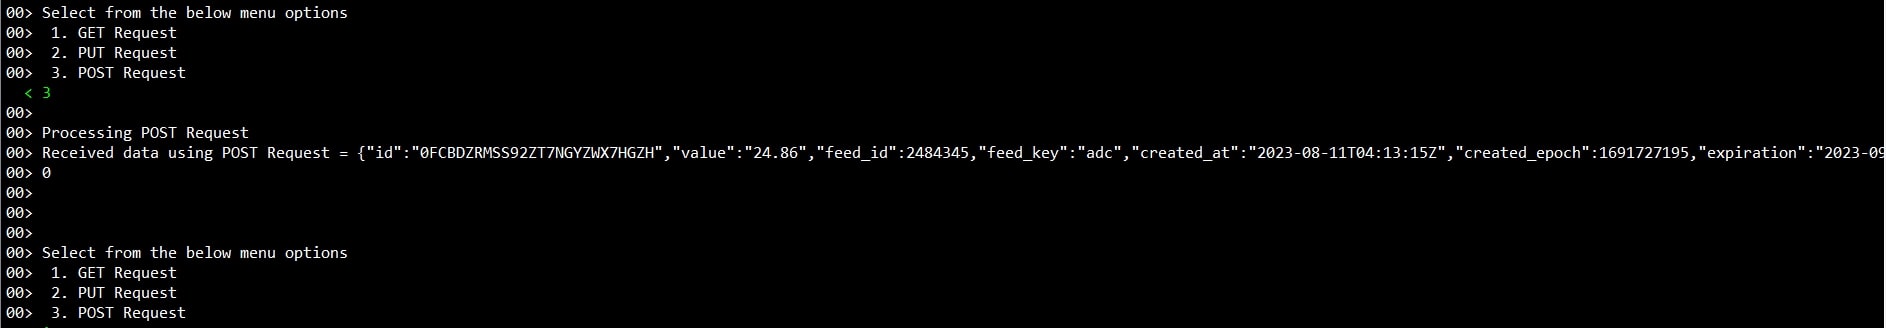 00> Select from the below menu options
00>  1. GET Request
00>  2. PUT Request
00>  3. POST Request
< 3
00>
00> Processing POST Request
00> Received data using POST Request = {"id":"0FCBDZRMSS92ZT7NGYZWX7HGZH","value":"24.86","feed_id":2484345,"feed_key":"adc","created_at":"2023-08-11T04:13:15Z","created_epoch":1691727195,"expiration":"2023-09
00> 0
00>
00>
00>
00> Select from the below menu options
00>  1. GET Request
00>  2. PUT Request
00>  3. POST Request